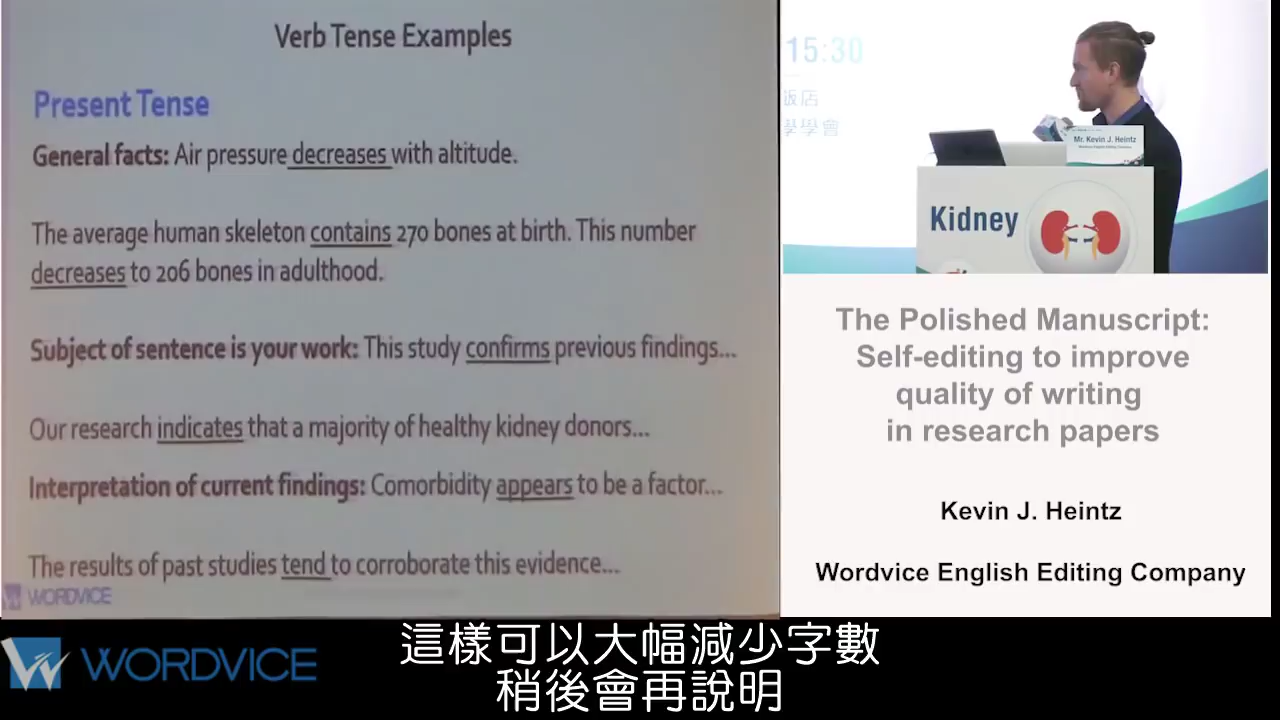 Verb Tense Examples
Present Tense
General facts: Air pressure decreases with altitude.
The average human skeleton contains 270 bones at birth. This number
decreases to 206 bones in adulthood.
Subject of sentence is your work: This study confirms previous findings...
Our research indicates that a majority of healthy kidney donors...
Interpretation of current findings: Comorbidity appears to be a factor...
The results of past studies tend to corroborate this evidence...
WORDVICE
15:30
飯店
學學會
Mr. Kevin J. Heintz
Kidney
The Polished Manuscript:
Self-editing to improve
quality of writing
in research papers
Kevin J. Heintz
Wordvice English Editing Company
WORDVICE
這樣可以大幅減少字數
稍後會再說明